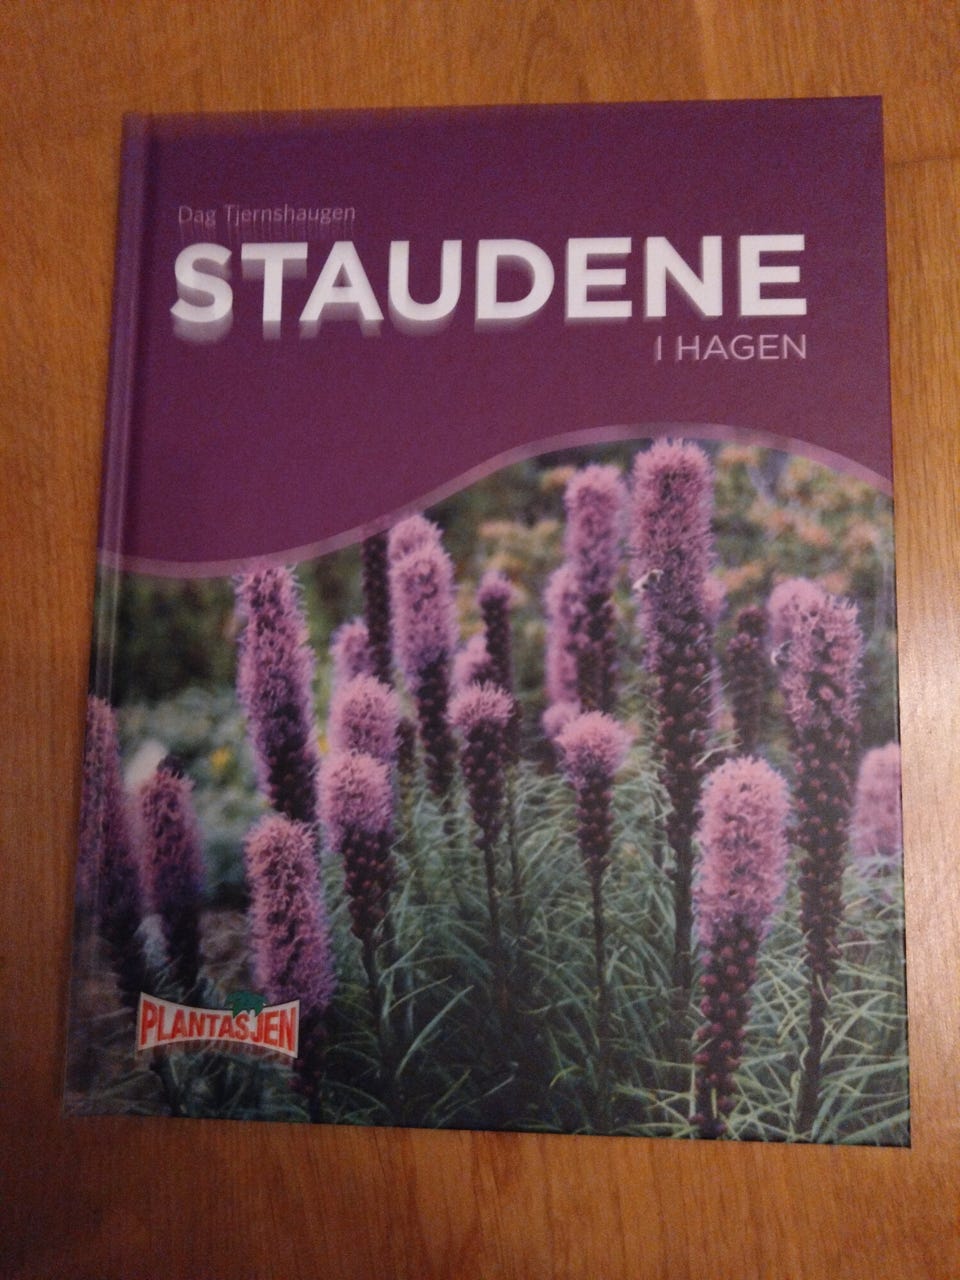 Dag Tjernshaugen
STAUDENE
I HAGEN
PLANTASJEN